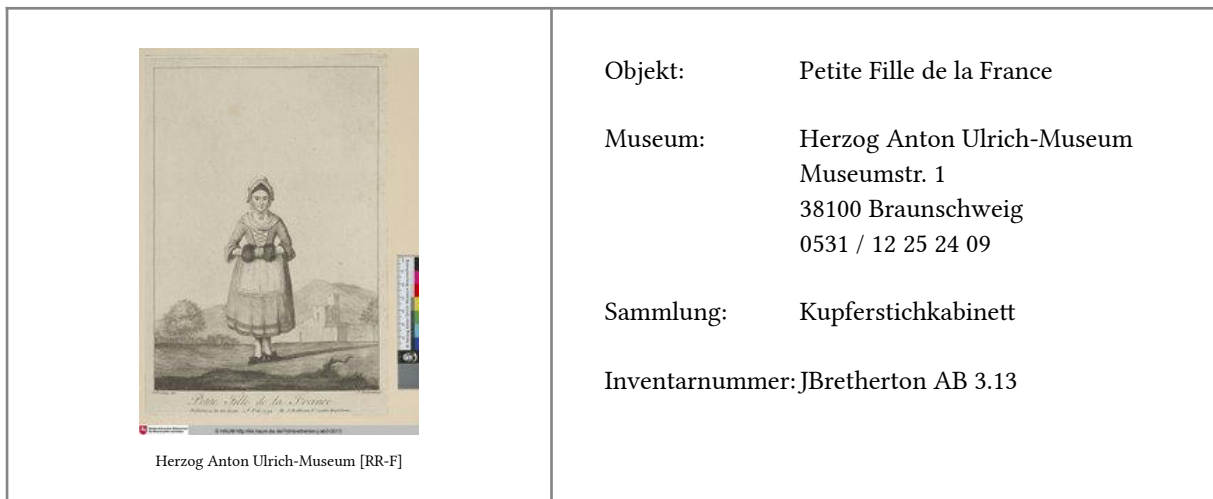 Petite Fille de la France
Herzog Anton Ulrich-Museum [RR-F]
Objekt: Petite Fille de la France
Museum: Herzog Anton Ulrich-Museum
Museumstr. 1
38100 Braunschweig
0531 / 12 25 24 09
Sammlung: Kupferstichkabinett
Inventarnummer: JBretherton AB 3.13